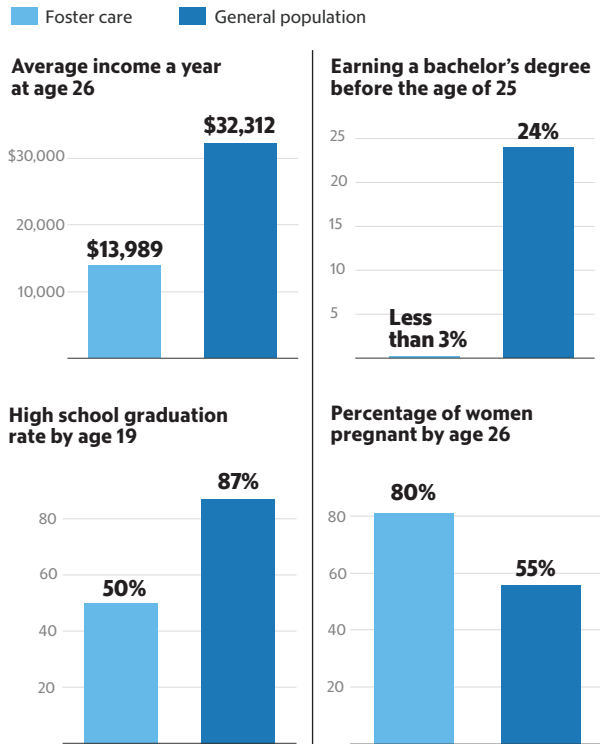 Foster care
General population
Average income a year
at age 26
$32,312
$30,000
20,000
$13,989
10,000
Earning a bachelor's degree
before the age of 25
24%
25
20
15
10
5
Less
than 3%
High school graduation
rate by age 19
87%
80
60
50%
40
20
Percentage of women
pregnant by age 26
80%
80
60
55%
40
20